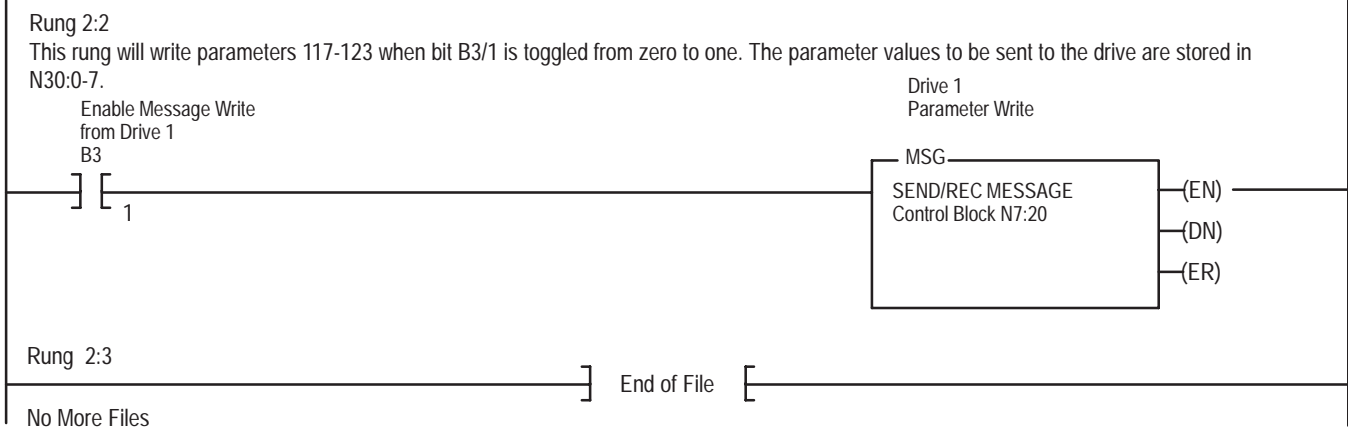 Rung 2:2
This rung will write parameters 117-123 when bit B3/1 is toggled from zero to one. The parameter values to be sent to the drive are stored in
N30:0-7.
Enable Message Write
from Drive 1
B3
1
Drive 1
Parameter Write
MSG
SEND/REC MESSAGE
Control Block N7:20
(EN)
(DN)
(ER)
Rung 2:3
End of File
No More Files